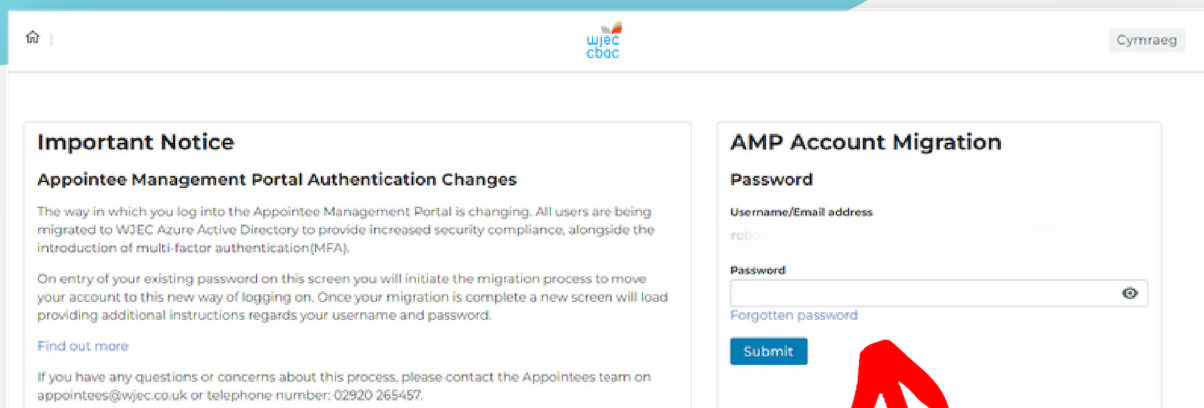 wjec
cbac
Cymraeg
Important Notice
Appointee Management Portal Authentication Changes
The way in which you log into the Appointee Management Portal is changing. All users are being
migrated to WJEC Azure Active Directory to provide increased security compliance, alongside the
introduction of multi-factor authentication(MFA).
On entry of your existing password on this screen you will initiate the migration process to move
your account to this new way of logging on. Once your migration is complete a new screen will load
providing additional instructions regards your username and password.
Find out more
If you have any questions or concerns about this process, please contact the Appointees team on
appointees@wjec.co.uk or telephone number: 02920 265457.
AMP Account Migration
Password
Username/Email address
Password
Forgotten password
Submit